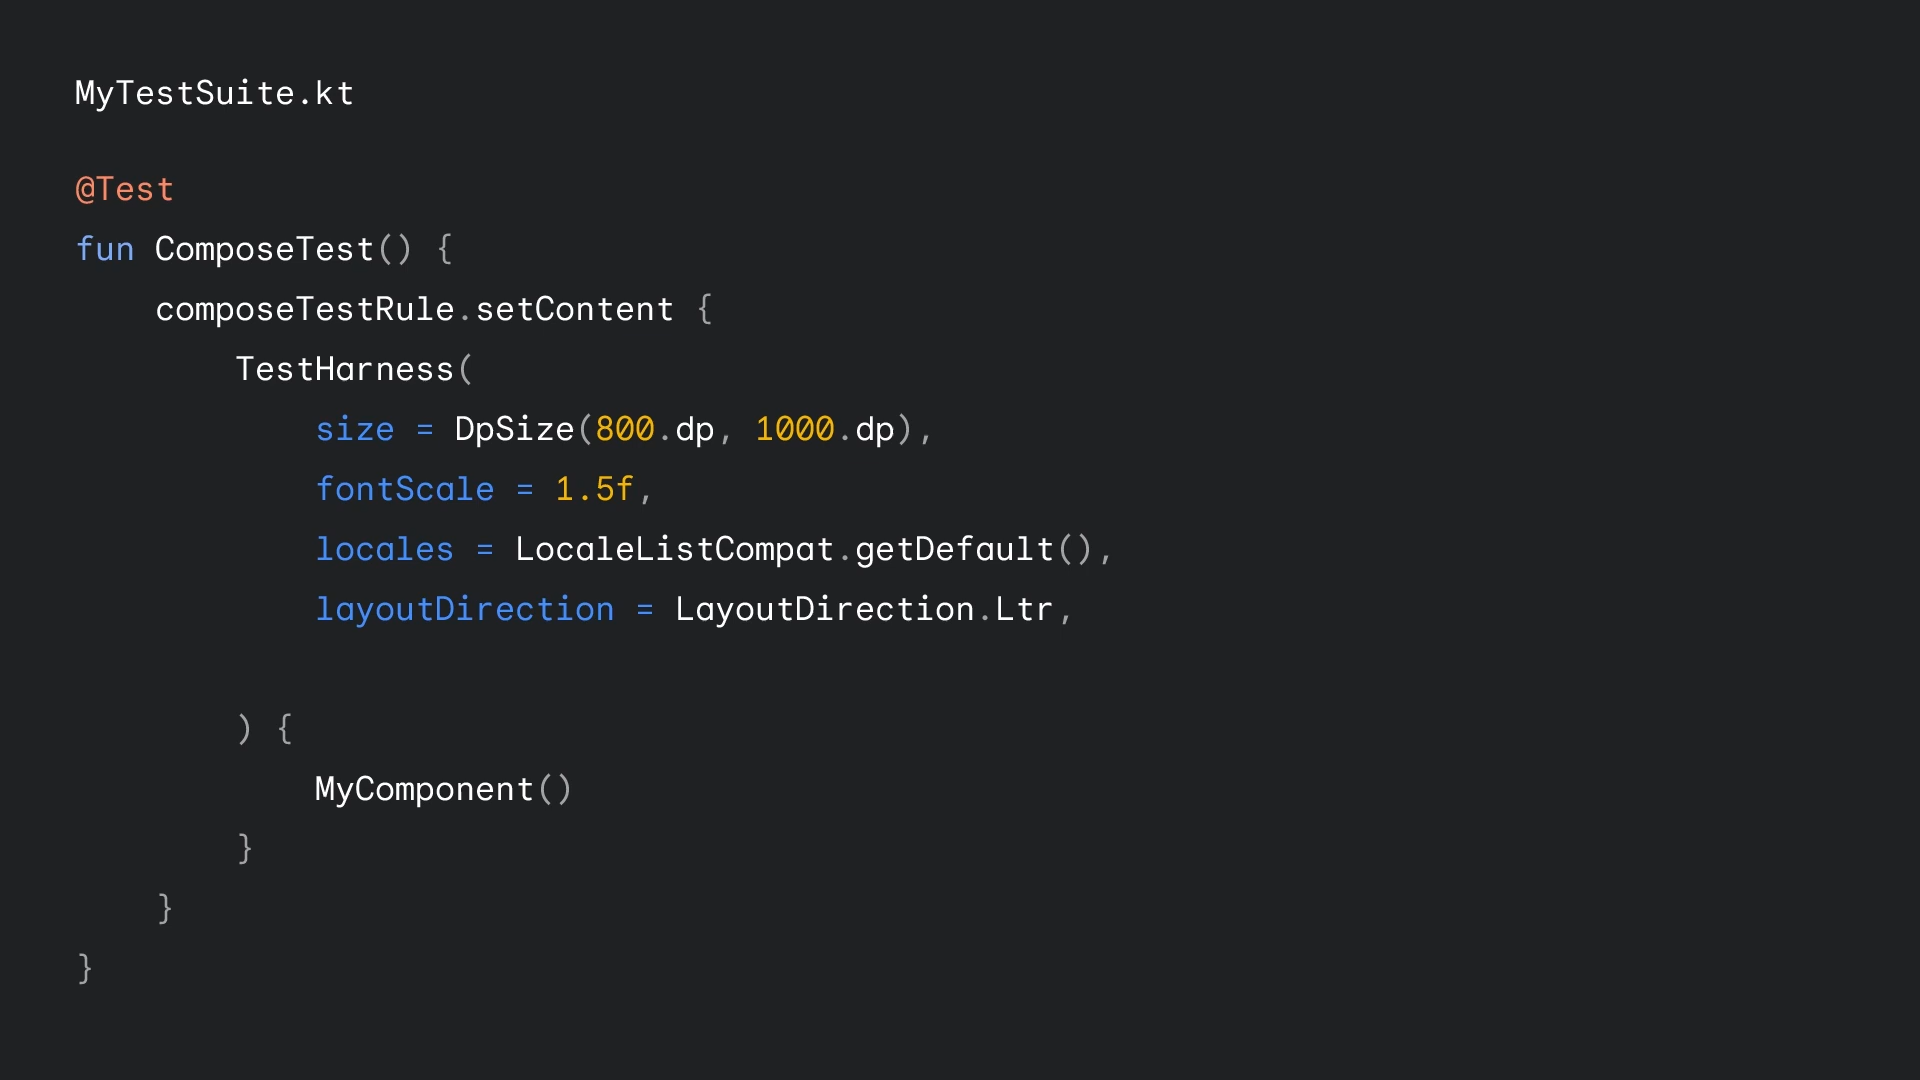 MyTestSuite.kt
@Test
fun ComposeTest() {
    composeTestRule.setContent {
        TestHarness(
            size = DpSize(800.dp, 1000.dp),
            fontScale = 1.5f,
            locales = LocaleListCompat.getDefault(),
            layoutDirection = LayoutDirection.Ltr,
        ) {
            MyComponent()
        }
    }
}